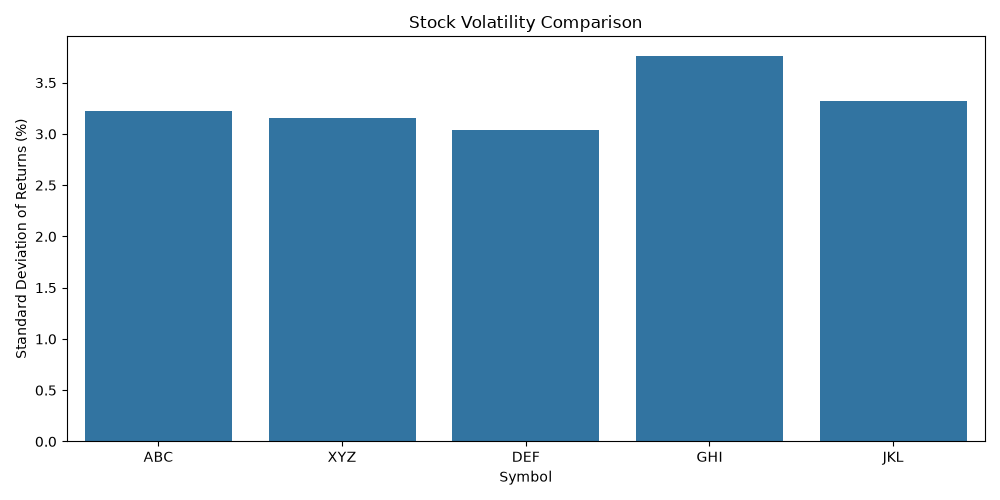 Stock Volatility Comparison
Standard Deviation of Returns (%)
3.5
3.0
2.5
2.0
1.5
1.0
0.5
0.0
ABC XYZ DEF GHI JKL
Symbol